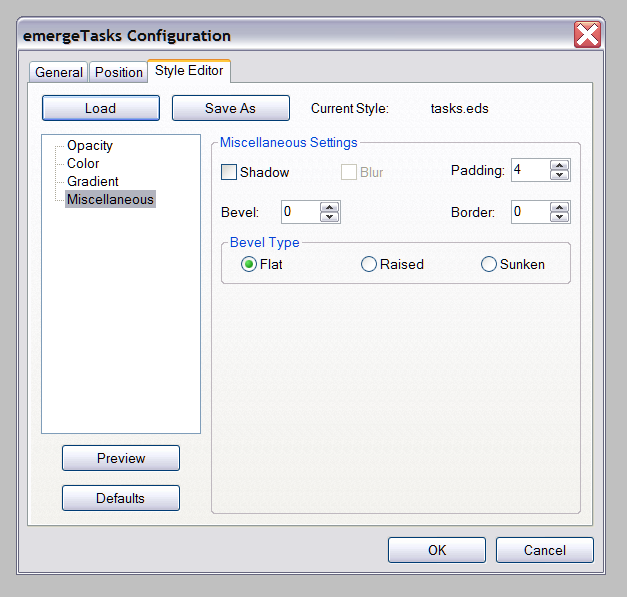 emergeTasks Configuration
General Position Style Editor
Load Save As Current Style: tasks.eds
Opacity
Color
Gradient
Miscellaneous
Miscellaneous Settings
Shadow Blur Padding: 4
Bevel: 0 Border: 0
Bevel Type
Flat Raised Sunken
Preview
Defaults
OK Cancel